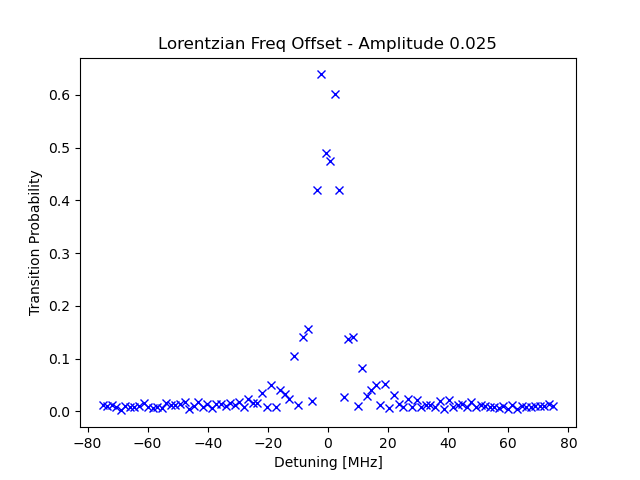 Lorentzian Freq Offset - Amplitude 0.025
Transition Probability
0.6
0.5
0.4
0.3
0.2
0.1
0.0
−80 −60 −40 −20 0 20 40 60 80
Detuning [MHz]